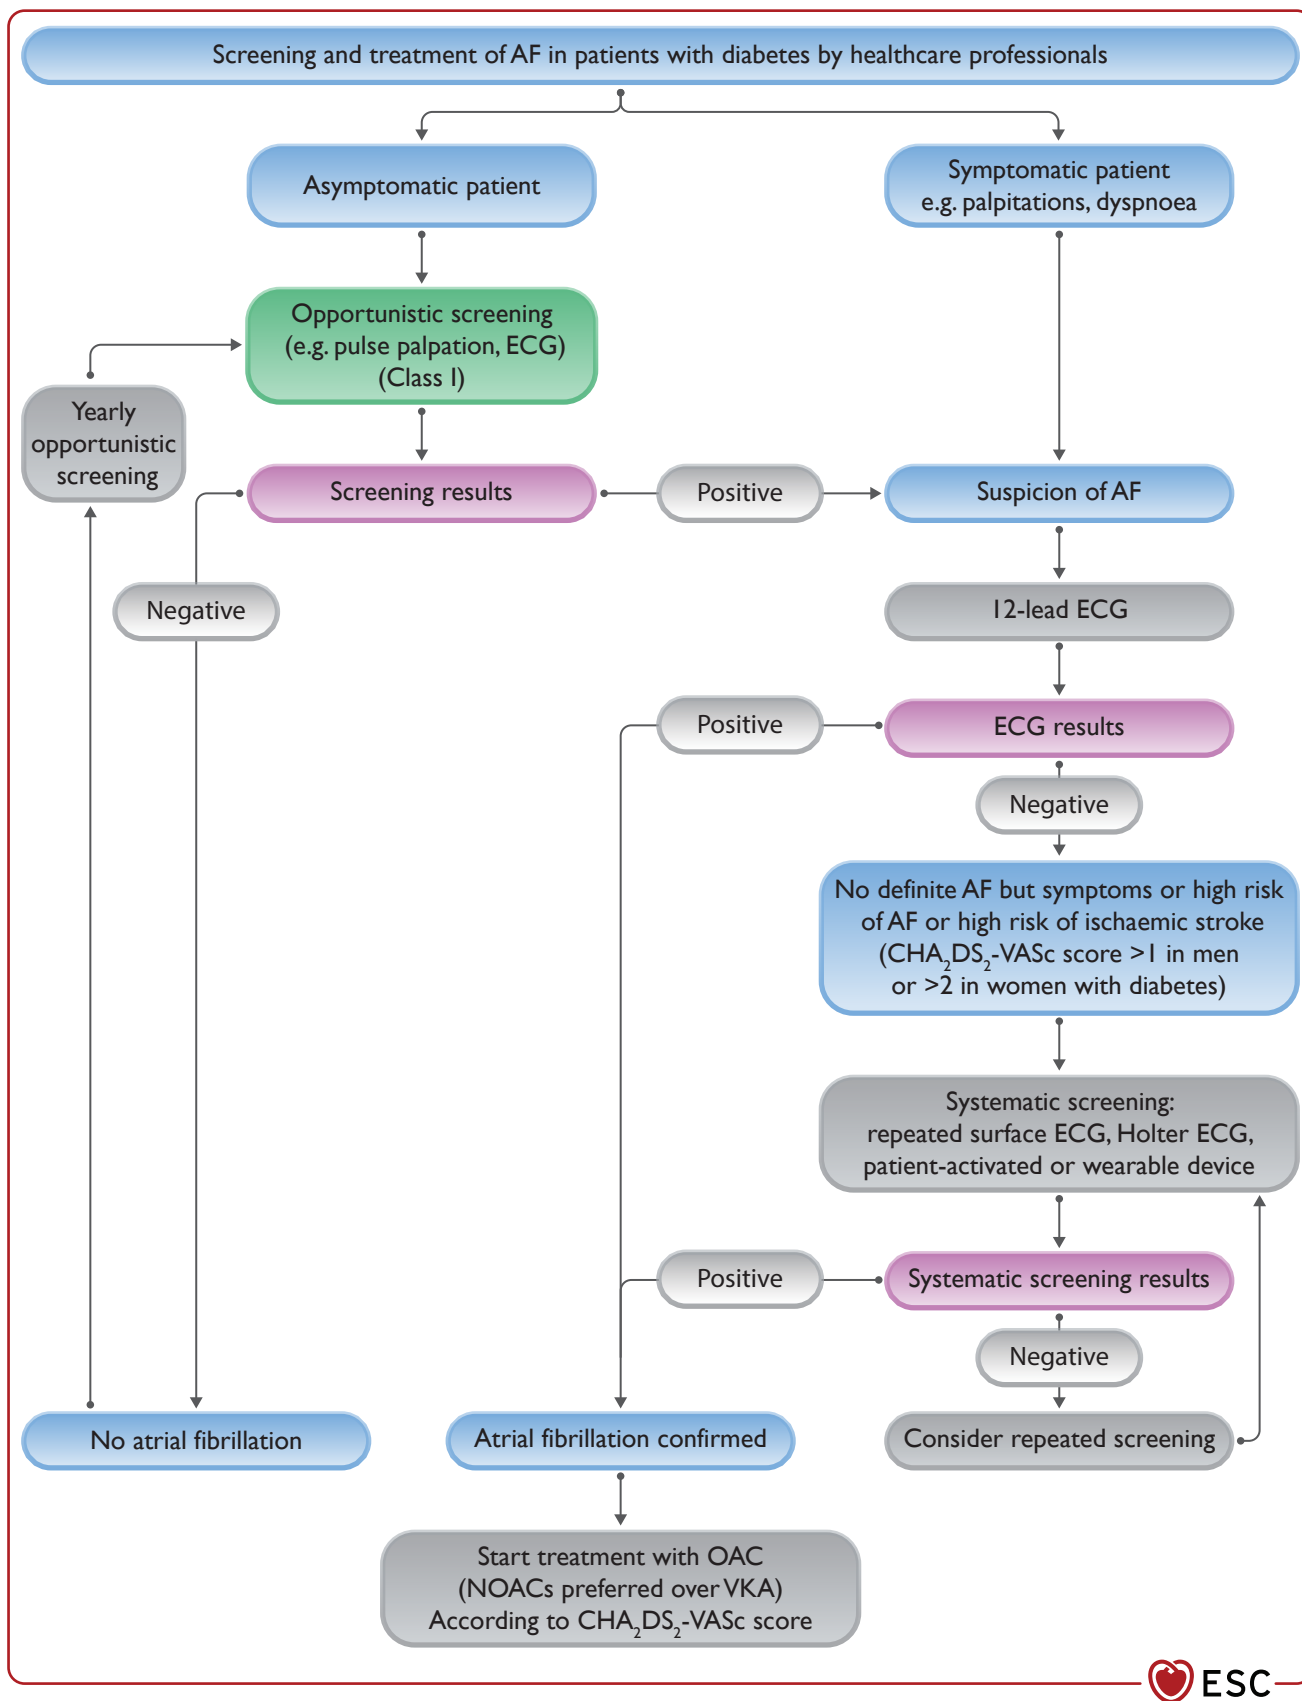 Screening and treatment of AF in patients with diabetes by healthcare professionals
Asymptomatic patient
Symptomatic patient
e.g. palpitations, dyspnoea
Opportunistic screening
(e.g. pulse palpation, ECG)
(Class I)
Yearly
opportunistic
screening
Screening results
Positive
Suspicion of AF
Negative
12-lead ECG
Positive
ECG results
Negative
No definite AF but symptoms or high risk
of AF or high risk of ischaemic stroke
(CHA₂DS₂-VASc score >1 in men
or >2 in women with diabetes)
Systematic screening:
repeated surface ECG, Holter ECG,
patient-activated or wearable device
Positive
Systematic screening results
Negative
No atrial fibrillation
Atrial fibrillation confirmed
Consider repeated screening
Start treatment with OAC
(NOACs preferred over VKA)
According to CHA₂DS₂-VASc score
ESC